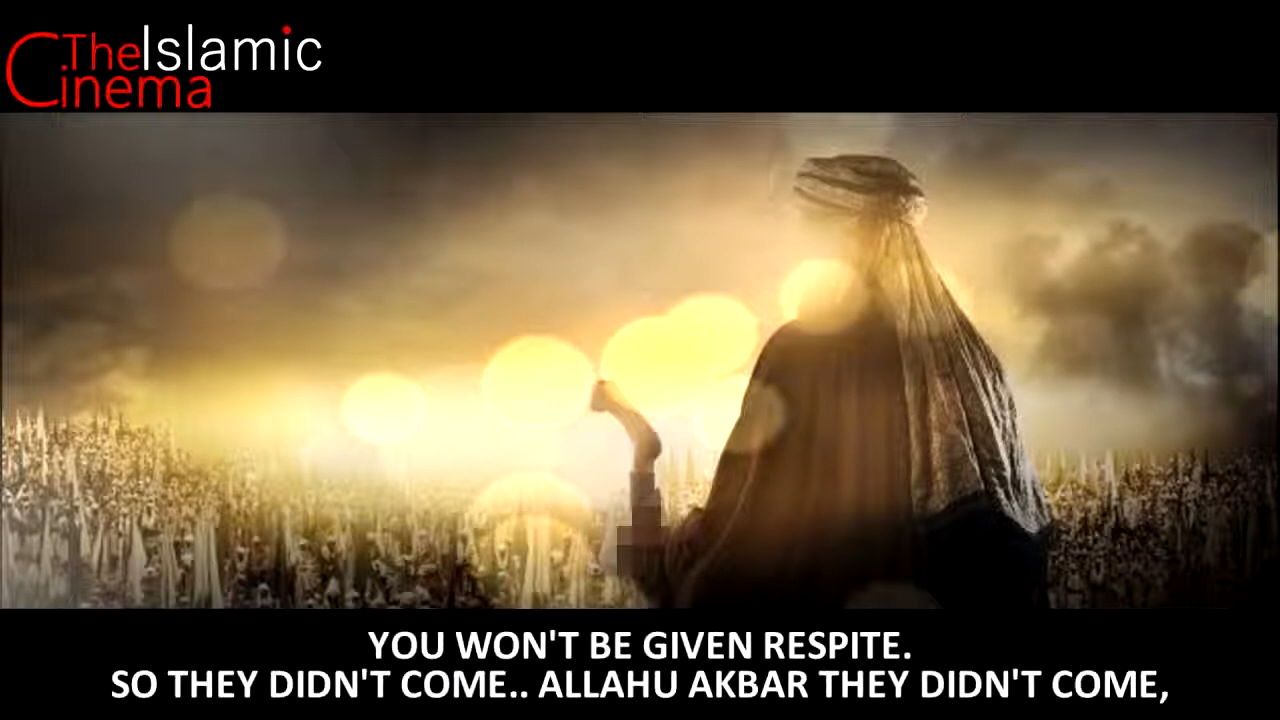 TheIslamic
Cinema
YOU WON'T BE GIVEN RESPITE.
SO THEY DIDN'T COME.. ALLAHU AKBAR THEY DIDN'T COME,